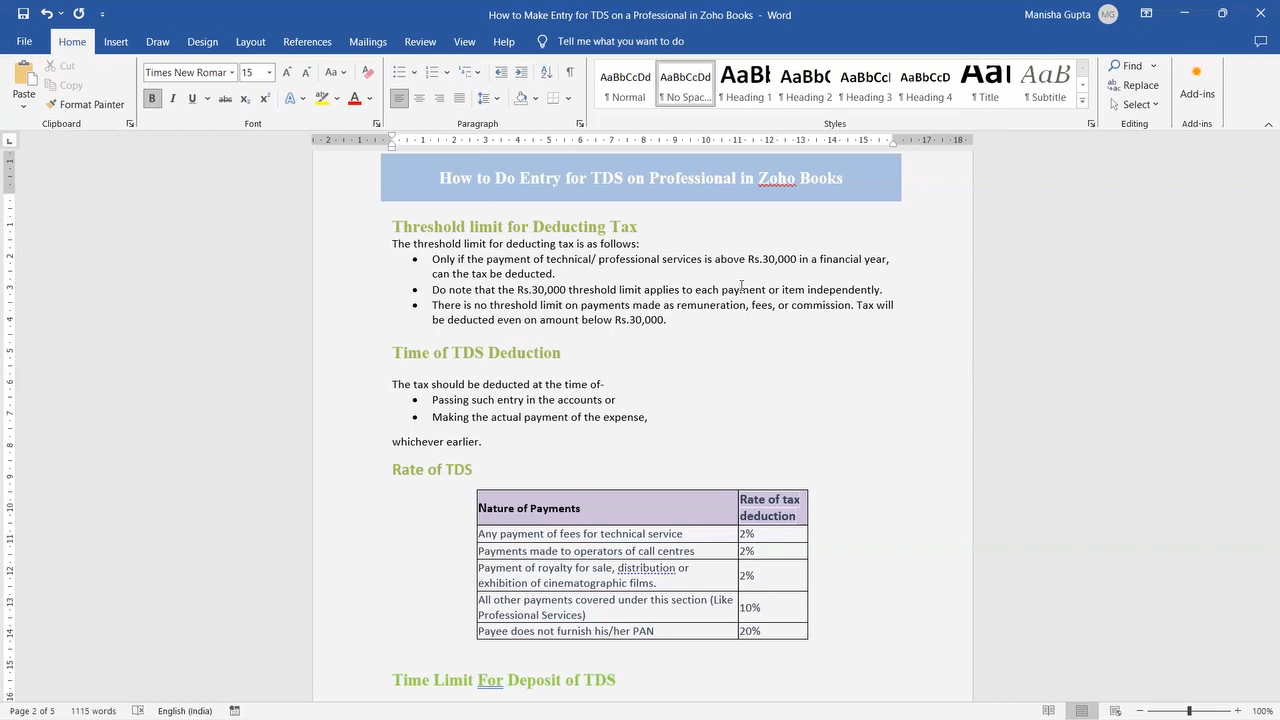 How to Make Entry for TDS on a Professional in Zoho Books - Word
Manisha Gupta MG
File Home Insert Draw Design Layout References Mailings Review View Help Tell me what you want to do
Paste
Cut
Copy
Format Painter
Clipboard
Times New Romar 15
Font
Paragraph
AaBbCcDd AaBbCcDd AaBb AaBbC AaBbCcl AaBbCcD AaI AaB
¶ Normal ¶ No Spac... ¶ Heading 1 ¶ Heading 2 ¶ Heading 3 ¶ Heading 4 ¶ Title ¶ Subtitle
Styles
Find
Replace
Select
Editing
Add-ins
Add-ins
How to Do Entry for TDS on Professional in Zoho Books
Threshold limit for Deducting Tax
The threshold limit for deducting tax is as follows:
• Only if the payment of technical/ professional services is above Rs.30,000 in a financial year,
can the tax be deducted.
• Do note that the Rs.30,000 threshold limit applies to each payment or item independently.
• There is no threshold limit on payments made as remuneration, fees, or commission. Tax will
be deducted even on amount below Rs.30,000.
Time of TDS Deduction
The tax should be deducted at the time of-
• Passing such entry in the accounts or
• Making the actual payment of the expense,
whichever earlier.
Rate of TDS
Nature of Payments Rate of tax deduction
Any payment of fees for technical service 2%
Payments made to operators of call centres 2%
Payment of royalty for sale, distribution or
exhibition of cinematographic films. 2%
All other payments covered under this section (Like
Professional Services) 10%
Payee does not furnish his/her PAN 20%
Time Limit For Deposit of TDS
Page 2 of 5 1115 words English (India) 100%